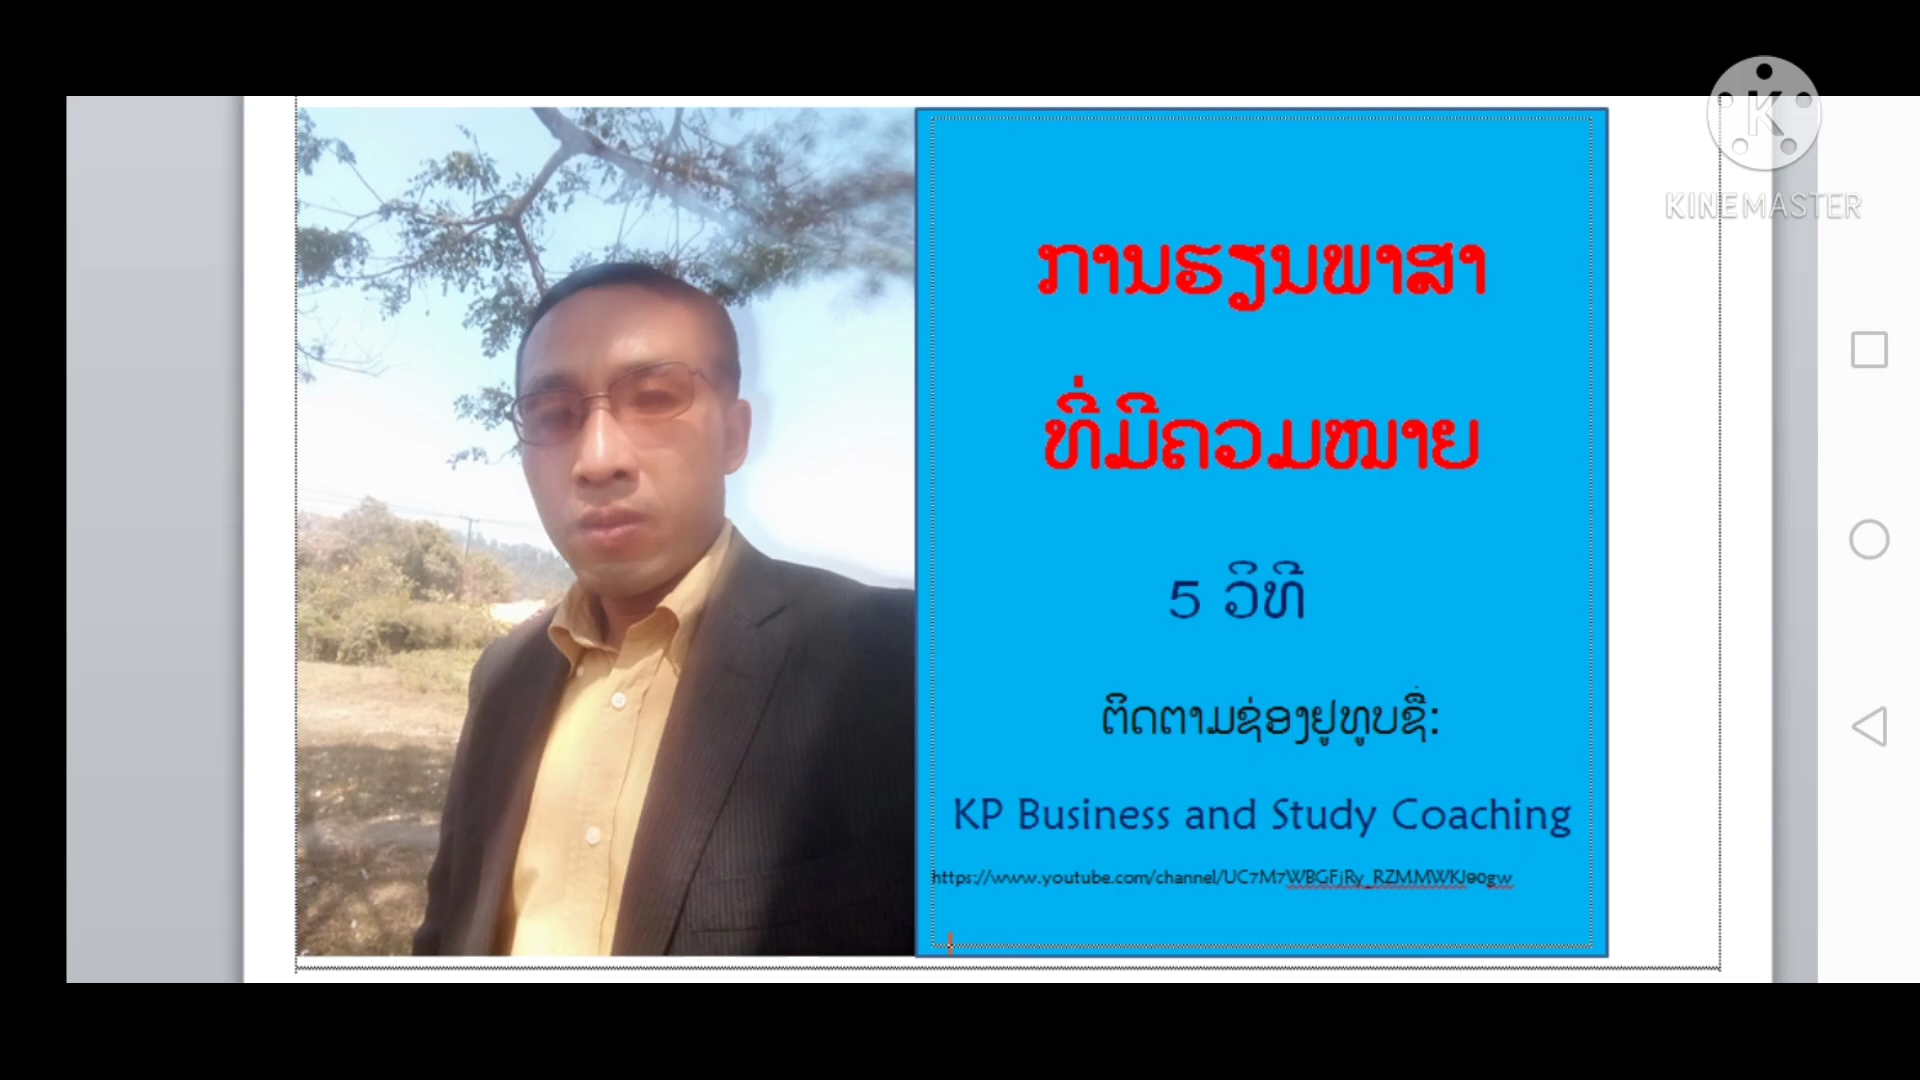 ການຮຽນພາສາ
ທີ່ມີຄວມໝາຍ
5 ວິທີ
ຕິດຕາມຊ່ອງຢູທູບຊື່:
KP Business and Study Coaching
https://www.youtube.com/channel/UC7M7WBGFjRy_RZMMWKJ90gw
K
KINEMASTER